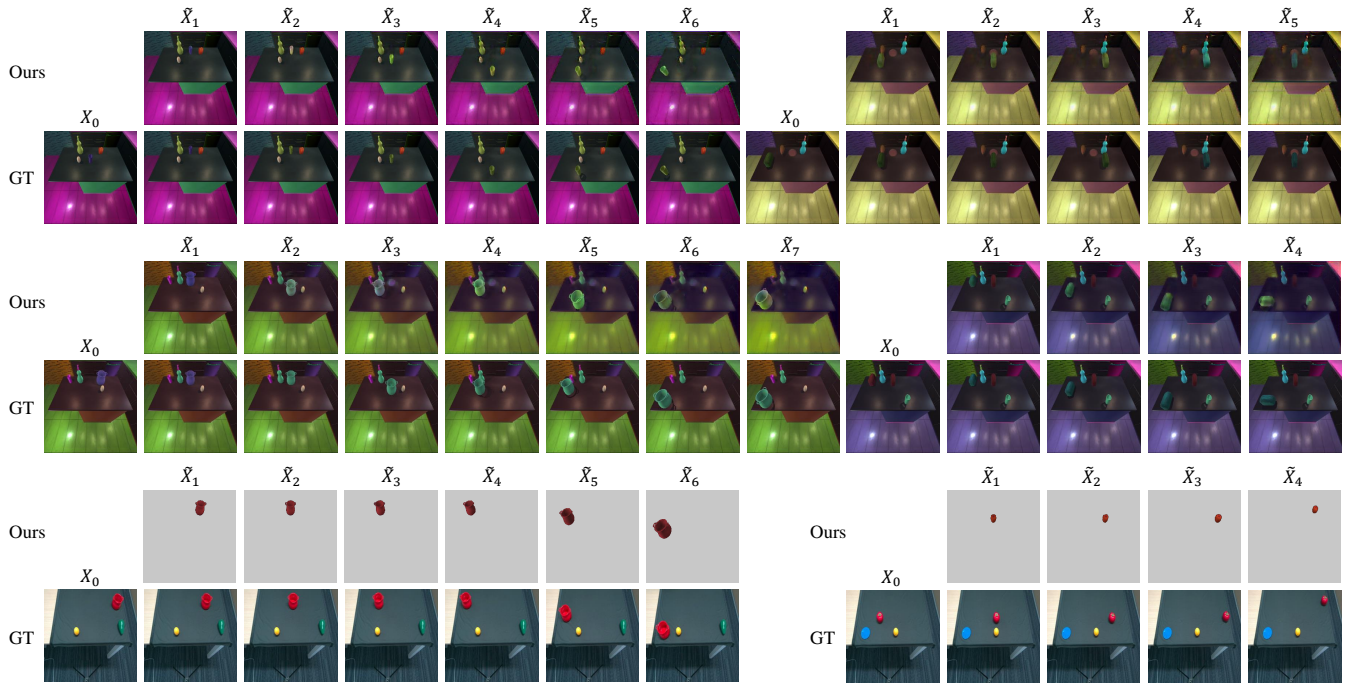 X̃₁ X̃₂ X̃₃ X̃₄ X̃₅ X̃₆ X̃₁ X̃₂ X̃₃ X̃₄ X̃₅
Ours
X₀ X₀
GT
X̃₁ X̃₂ X̃₃ X̃₄ X̃₅ X̃₆ X̃₇ X̃₁ X̃₂ X̃₃ X̃₄
Ours
X₀ X₀
GT
X̃₁ X̃₂ X̃₃ X̃₄ X̃₅ X̃₆ X̃₁ X̃₂ X̃₃ X̃₄
Ours Ours
X₀ X₀
GT GT